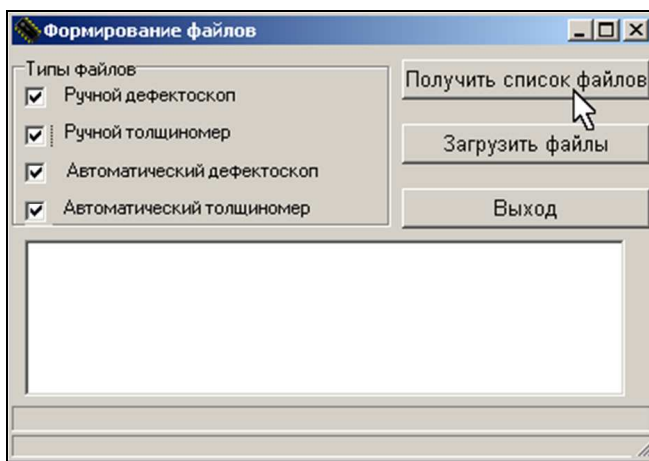 Формирование файлов
Типы файлов
Ручной дефектоскоп
Ручной толщиномер
Автоматический дефектоскоп
Автоматический толщиномер
Получить список файлов
Загрузить файлы
Выход